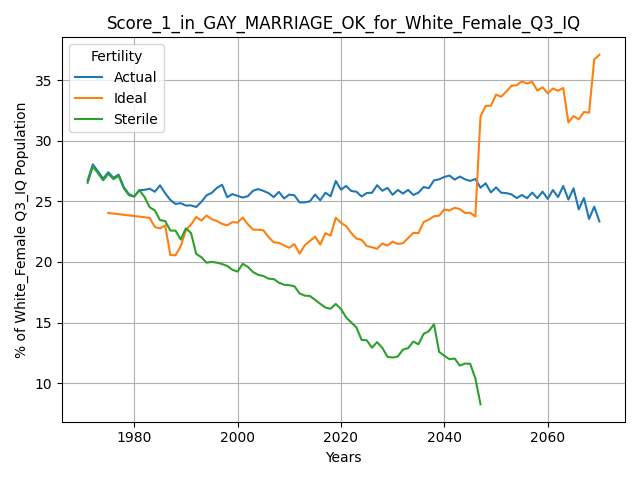 Score_1_in_GAY_MARRIAGE_OK_for_White_Female_Q3_IQ
Fertility
Actual
Ideal
Sterile
% of White_Female Q3_IQ Population
35
30
25
20
15
10
1980
2000
2020
2040
2060
Years